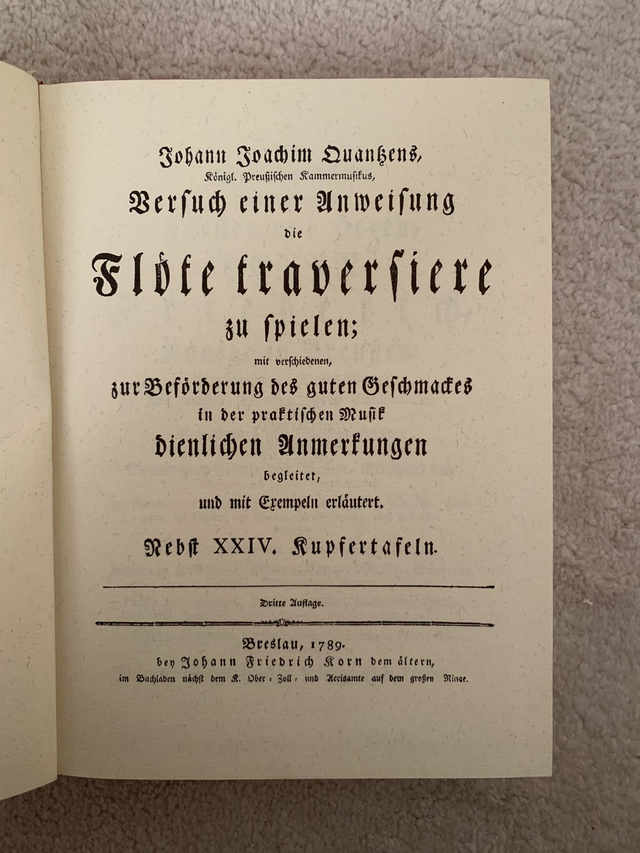 Johann Joachim Quantzens,
Königl. Preußischen Kammermusikus,
Versuch einer Anweisung
die
Flöte traversiere
zu spielen;
mit verschiedenen,
zur Beförderung des guten Geschmackes
in der praktischen Musik
dienlichen Anmerkungen
begleitet,
und mit Exempeln erläutert.
Nebst XXIV. Kupfertafeln.
Dritte Auflage.
Breslau, 1789.
bey Johann Friedrich Korn dem ältern,
im Buchladen nächst dem K. Ober-Zoll- und Accisamte auf dem großen Ringe.